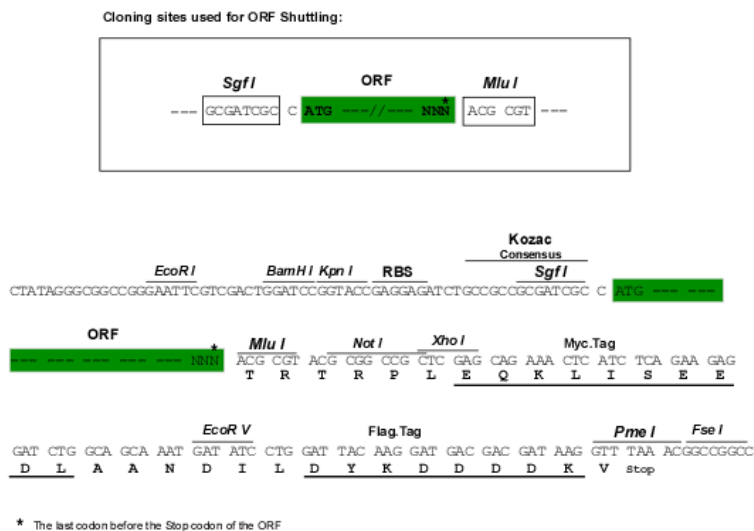 Cloning sites used for ORF Shuttling:
Sgf I ORF Mlu I
--- GCGATCGC C ATG ---//--- NNN* ACG CGT ---
Kozac
Consensus
EcoR I BamH I Kpn I RBS Sgf I
CTATAGGGCGGCCGGGAATTCGTCGACTGGATCCGGTACCGAGGAGATCTGCCGCCGCGATCGC C ATG --- ---
ORF Mlu I Not I Xho I Myc.Tag
--- --- --- --- --- --- NNN* ACG CGT ACG CGG CCG CTC GAG CAG AAA CTC ATC TCA GAA GAG
T R T R P L E Q K L I S E E
EcoR V Flag.Tag Pme I Fse I
GAT CTG GCA GCA AAT GAT ATC CTG GAT TAC AAG GAT GAC GAC GAT AAG GTT TAA ACGGCCGGCC
D L A A N D I L D Y K D D D D K V Stop
* The last codon before the Stop codon of the ORF